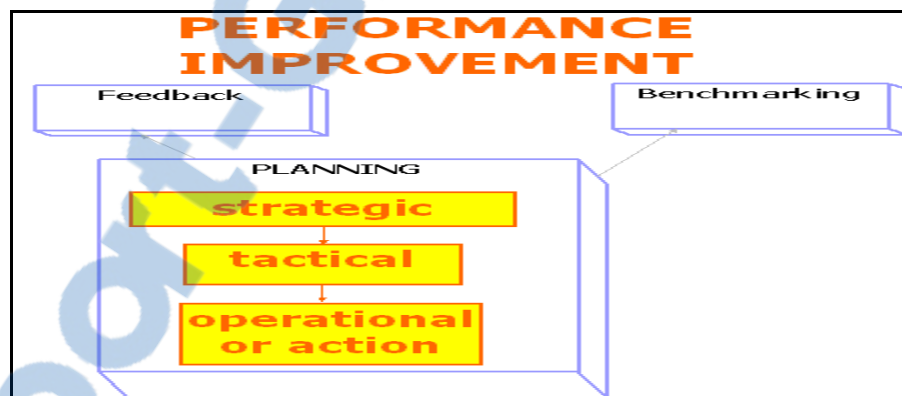 PERFORMANCE
IMPROVEMENT
Feedback
Benchmarking
PLANNING
strategic
tactical
operational
or action